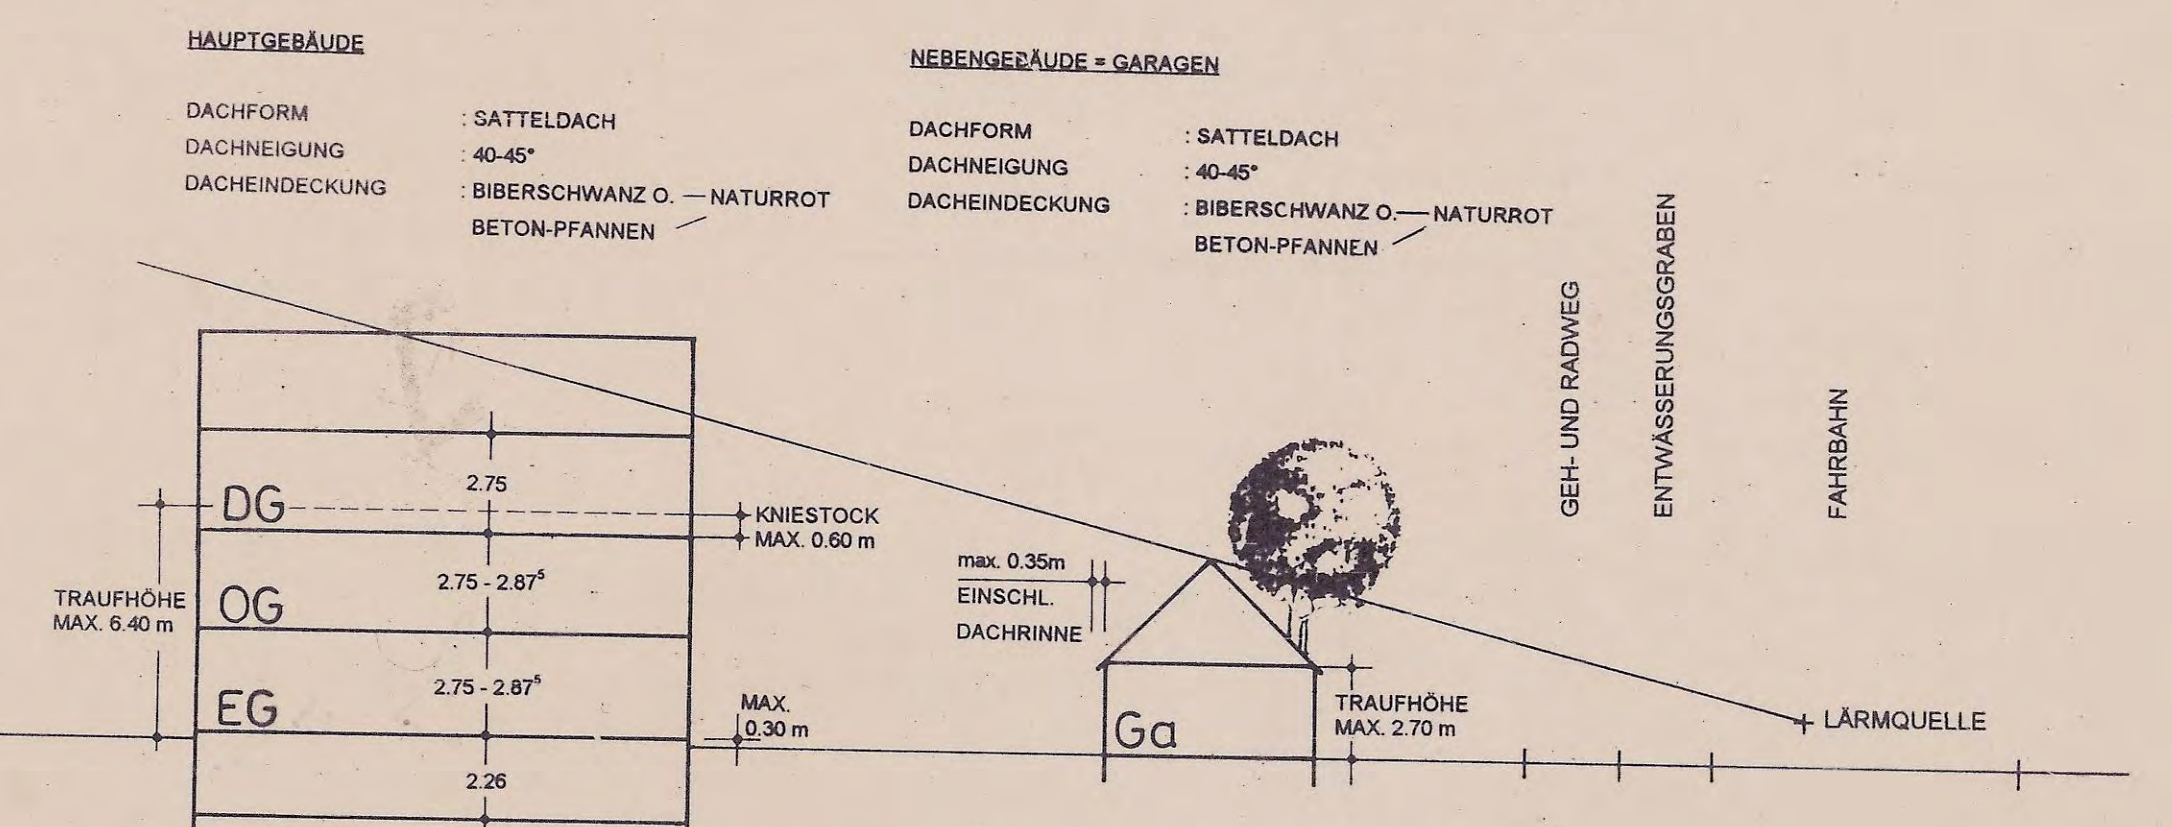 HAUPTGEBÄUDE
DACHFORM : SATTELDACH
DACHNEIGUNG : 40-45°
DACHEINDECKUNG : BIBERSCHWANZ O. — NATURROT
BETON-PFANNEN
NEBENGEBÄUDE = GARAGEN
DACHFORM : SATTELDACH
DACHNEIGUNG : 40-45°
DACHEINDECKUNG : BIBERSCHWANZ O. — NATURROT
BETON-PFANNEN
GEH- UND RADWEG
ENTWÄSSERUNGSGRABEN
FAHRBAHN
2.75
DG
KNIESTOCK
MAX. 0.60 m
max. 0.35m
EINSCHL.
DACHRINNE
TRAUFHÖHE
MAX. 6.40 m
OG
2.75 - 2.87⁵
EG
2.75 - 2.87⁵
MAX.
0.30 m
Ga
TRAUFHÖHE
MAX. 2.70 m
LÄRMQUELLE
2.26